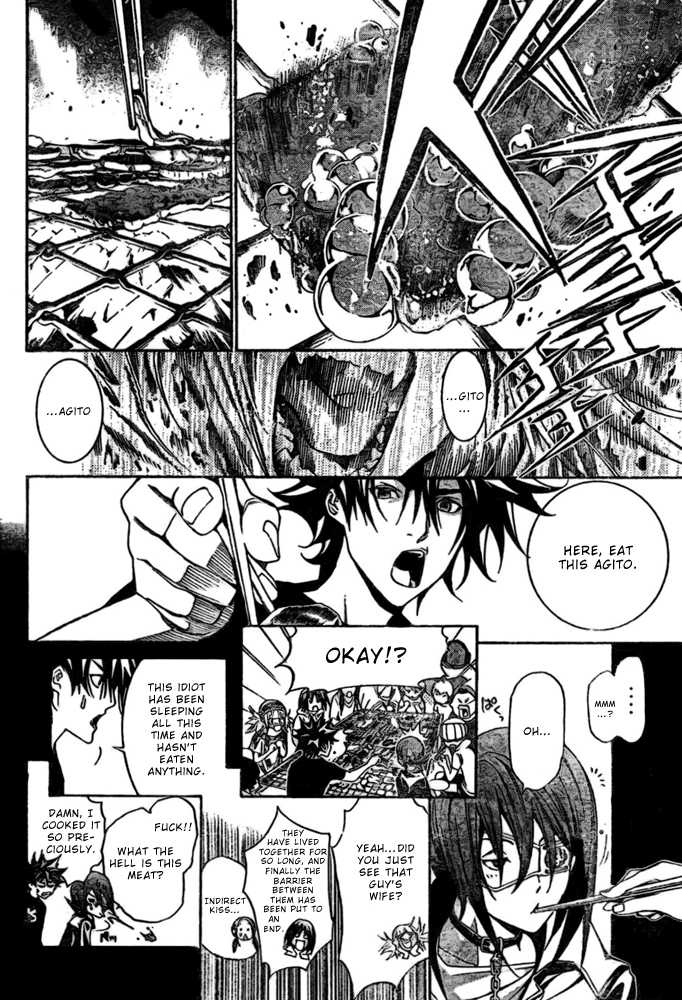 ...GITO
...
...AGITO
HERE, EAT
THIS AGITO.
OKAY!?
THIS IDIOT
HAS BEEN
SLEEPING
ALL THIS
TIME AND
HASN'T
EATEN
ANYTHING.
....
MMM
...?
OH...
ぱくっ
YEAH...DID
YOU JUST
SEE THAT
GUY'S
WIFE?
THEY
HAVE LIVED
TOGETHER FOR
SO LONG, AND
FINALLY THE
BARRIER
BETWEEN
THEM HAS
BEEN PUT TO
AN
END.
INDIRECT
KISS...
FUCK!!
WHAT THE
HELL IS THIS
MEAT?
DAMN, I
COOKED IT
SO PRE-
CIOUSLY.